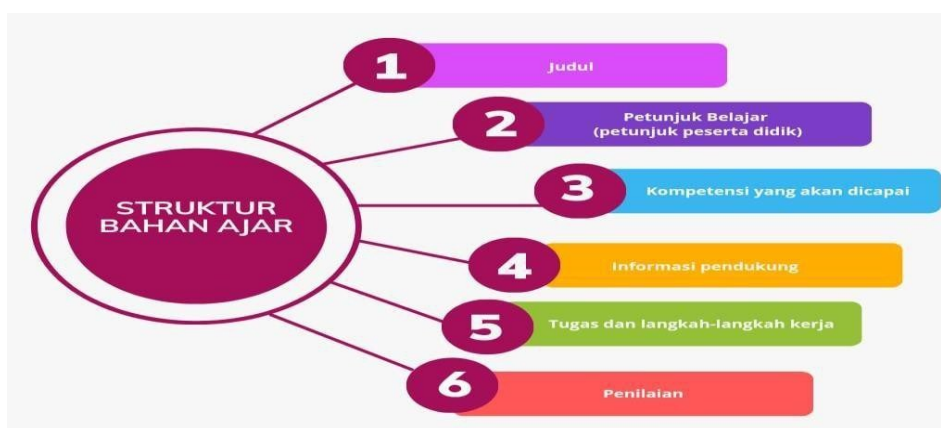 STRUKTUR
BAHAN AJAR
1
Judul
2
Petunjuk Belajar
(petunjuk peserta didik)
3
Kompetensi yang akan dicapai
4
Informasi pendukung
5
Tugas dan langkah-langkah kerja
6
Penilaian